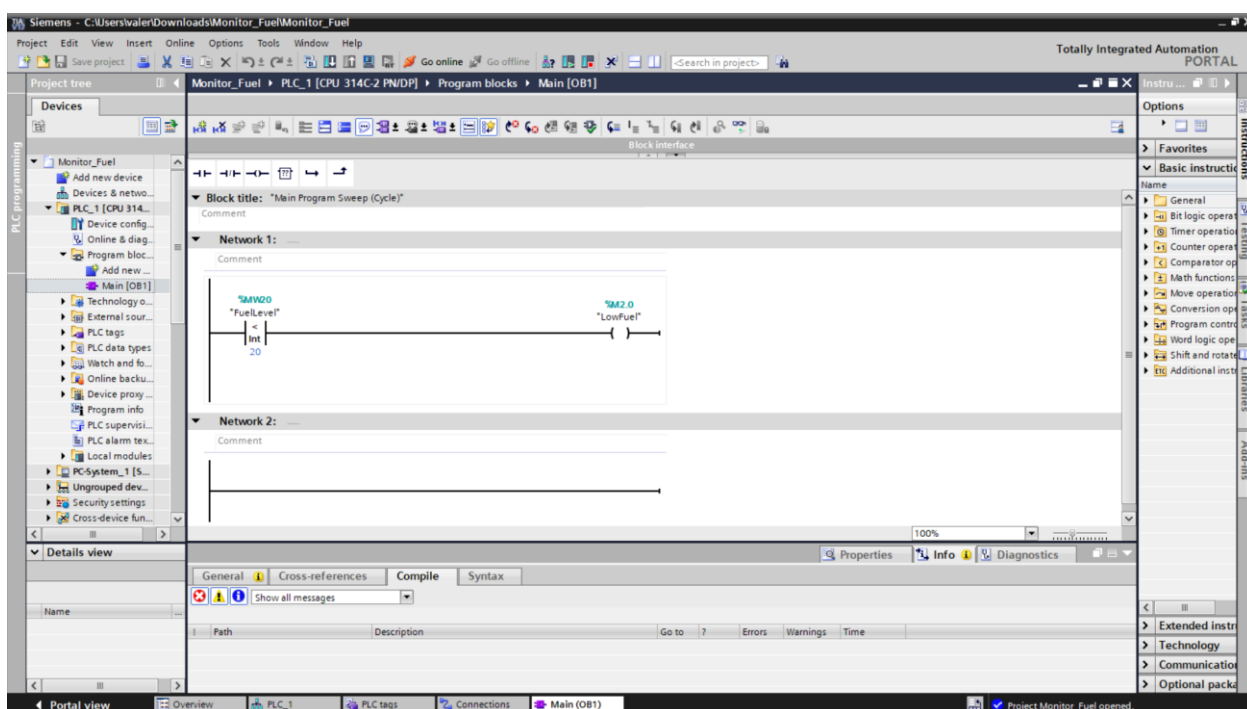 Siemens - C:\Users\valer\Downloads\Monitor_Fuel\Monitor_Fuel
Project Edit View Insert Online Options Tools Window Help
Totally Integrated Automation
PORTAL
Save project Go online Go offline <Search in project>
Project tree
Monitor_Fuel PLC_1 [CPU 314C-2 PN/DP] Program blocks Main [OB1]
Instru...
Devices
Options
PLC programming
Block interface
Monitor_Fuel
Add new device
Devices & netwo...
PLC_1 [CPU 314...
Device config...
Online & diag...
Program bloc...
Add new ...
Main [OB1]
Technology o...
External sour...
PLC tags
PLC data types
Watch and fo...
Online backu...
Device proxy ...
Program info
PLC supervisi...
PLC alarm tex...
Local modules
PC-System_1 [S...
Ungrouped dev...
Security settings
Cross-device fun...
??
Block title: "Main Program Sweep (Cycle)"
Comment
Network 1: ....
Comment
%MW20
"FuelLevel"
<
Int
20
%M2.0
"LowFuel"
Network 2: ....
Comment
100%
Favorites
Basic instructi
Name
General
Bit logic operat
Timer operatio
Counter operat
Comparator op
Math functions
Move operation
Conversion ope
Program contro
Word logic ope
Shift and rotate
Additional instr
Instructions
Testing
Tasks
Libraries
Add-ins
Details view
Name
Properties Info Diagnostics
General Cross-references Compile Syntax
Show all messages
! Path Description Go to ? Errors Warnings Time
Extended instr
Technology
Communication
Optional packa
Portal view Overview PLC_1 PLC tags Connections Main (OB1)
Project Monitor_Fuel opened.